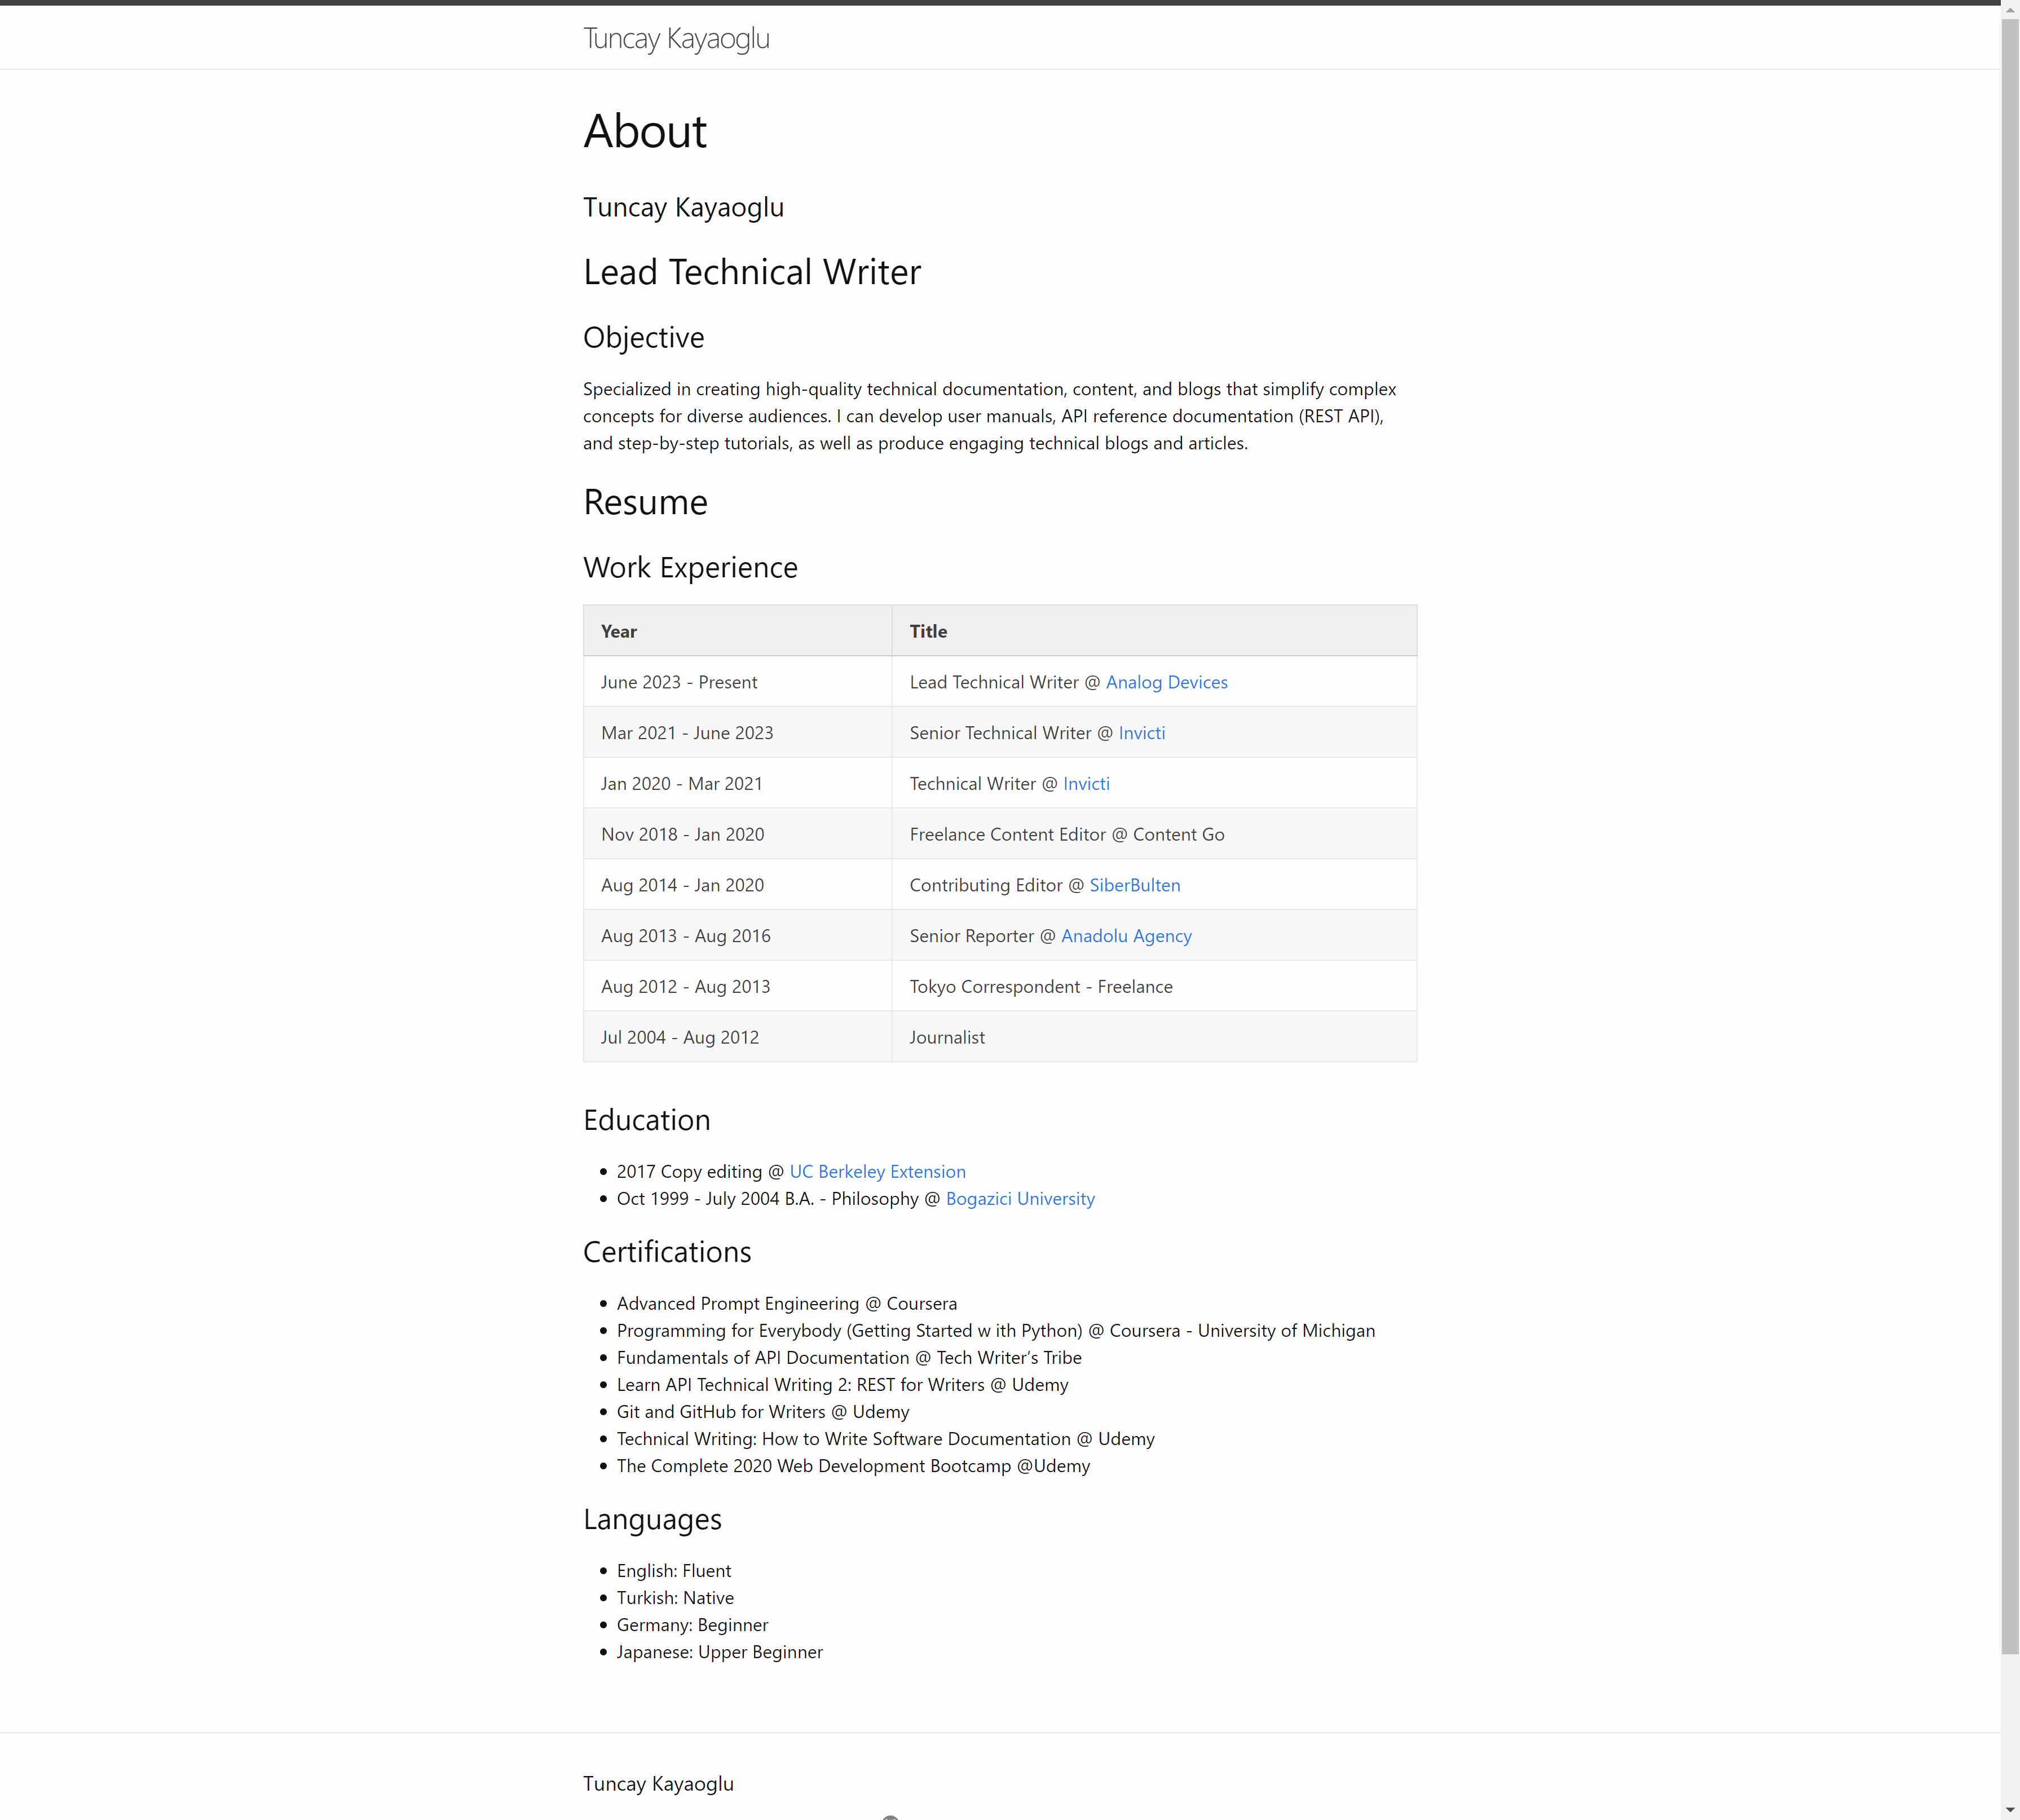 Tuncay Kayaoglu
About
Tuncay Kayaoglu
Lead Technical Writer
Objective
Specialized in creating high-quality technical documentation, content, and blogs that simplify complex
concepts for diverse audiences. I can develop user manuals, API reference documentation (REST API),
and step-by-step tutorials, as well as produce engaging technical blogs and articles.
Resume
Work Experience
Year Title
June 2023 - Present Lead Technical Writer @ Analog Devices
Mar 2021 - June 2023 Senior Technical Writer @ Invicti
Jan 2020 - Mar 2021 Technical Writer @ Invicti
Nov 2018 - Jan 2020 Freelance Content Editor @ Content Go
Aug 2014 - Jan 2020 Contributing Editor @ SiberBulten
Aug 2013 - Aug 2016 Senior Reporter @ Anadolu Agency
Aug 2012 - Aug 2013 Tokyo Correspondent - Freelance
Jul 2004 - Aug 2012 Journalist
Education
• 2017 Copy editing @ UC Berkeley Extension
• Oct 1999 - July 2004 B.A. - Philosophy @ Bogazici University
Certifications
• Advanced Prompt Engineering @ Coursera
• Programming for Everybody (Getting Started w ith Python) @ Coursera - University of Michigan
• Fundamentals of API Documentation @ Tech Writer’s Tribe
• Learn API Technical Writing 2: REST for Writers @ Udemy
• Git and GitHub for Writers @ Udemy
• Technical Writing: How to Write Software Documentation @ Udemy
• The Complete 2020 Web Development Bootcamp @Udemy
Languages
• English: Fluent
• Turkish: Native
• Germany: Beginner
• Japanese: Upper Beginner
Tuncay Kayaoglu